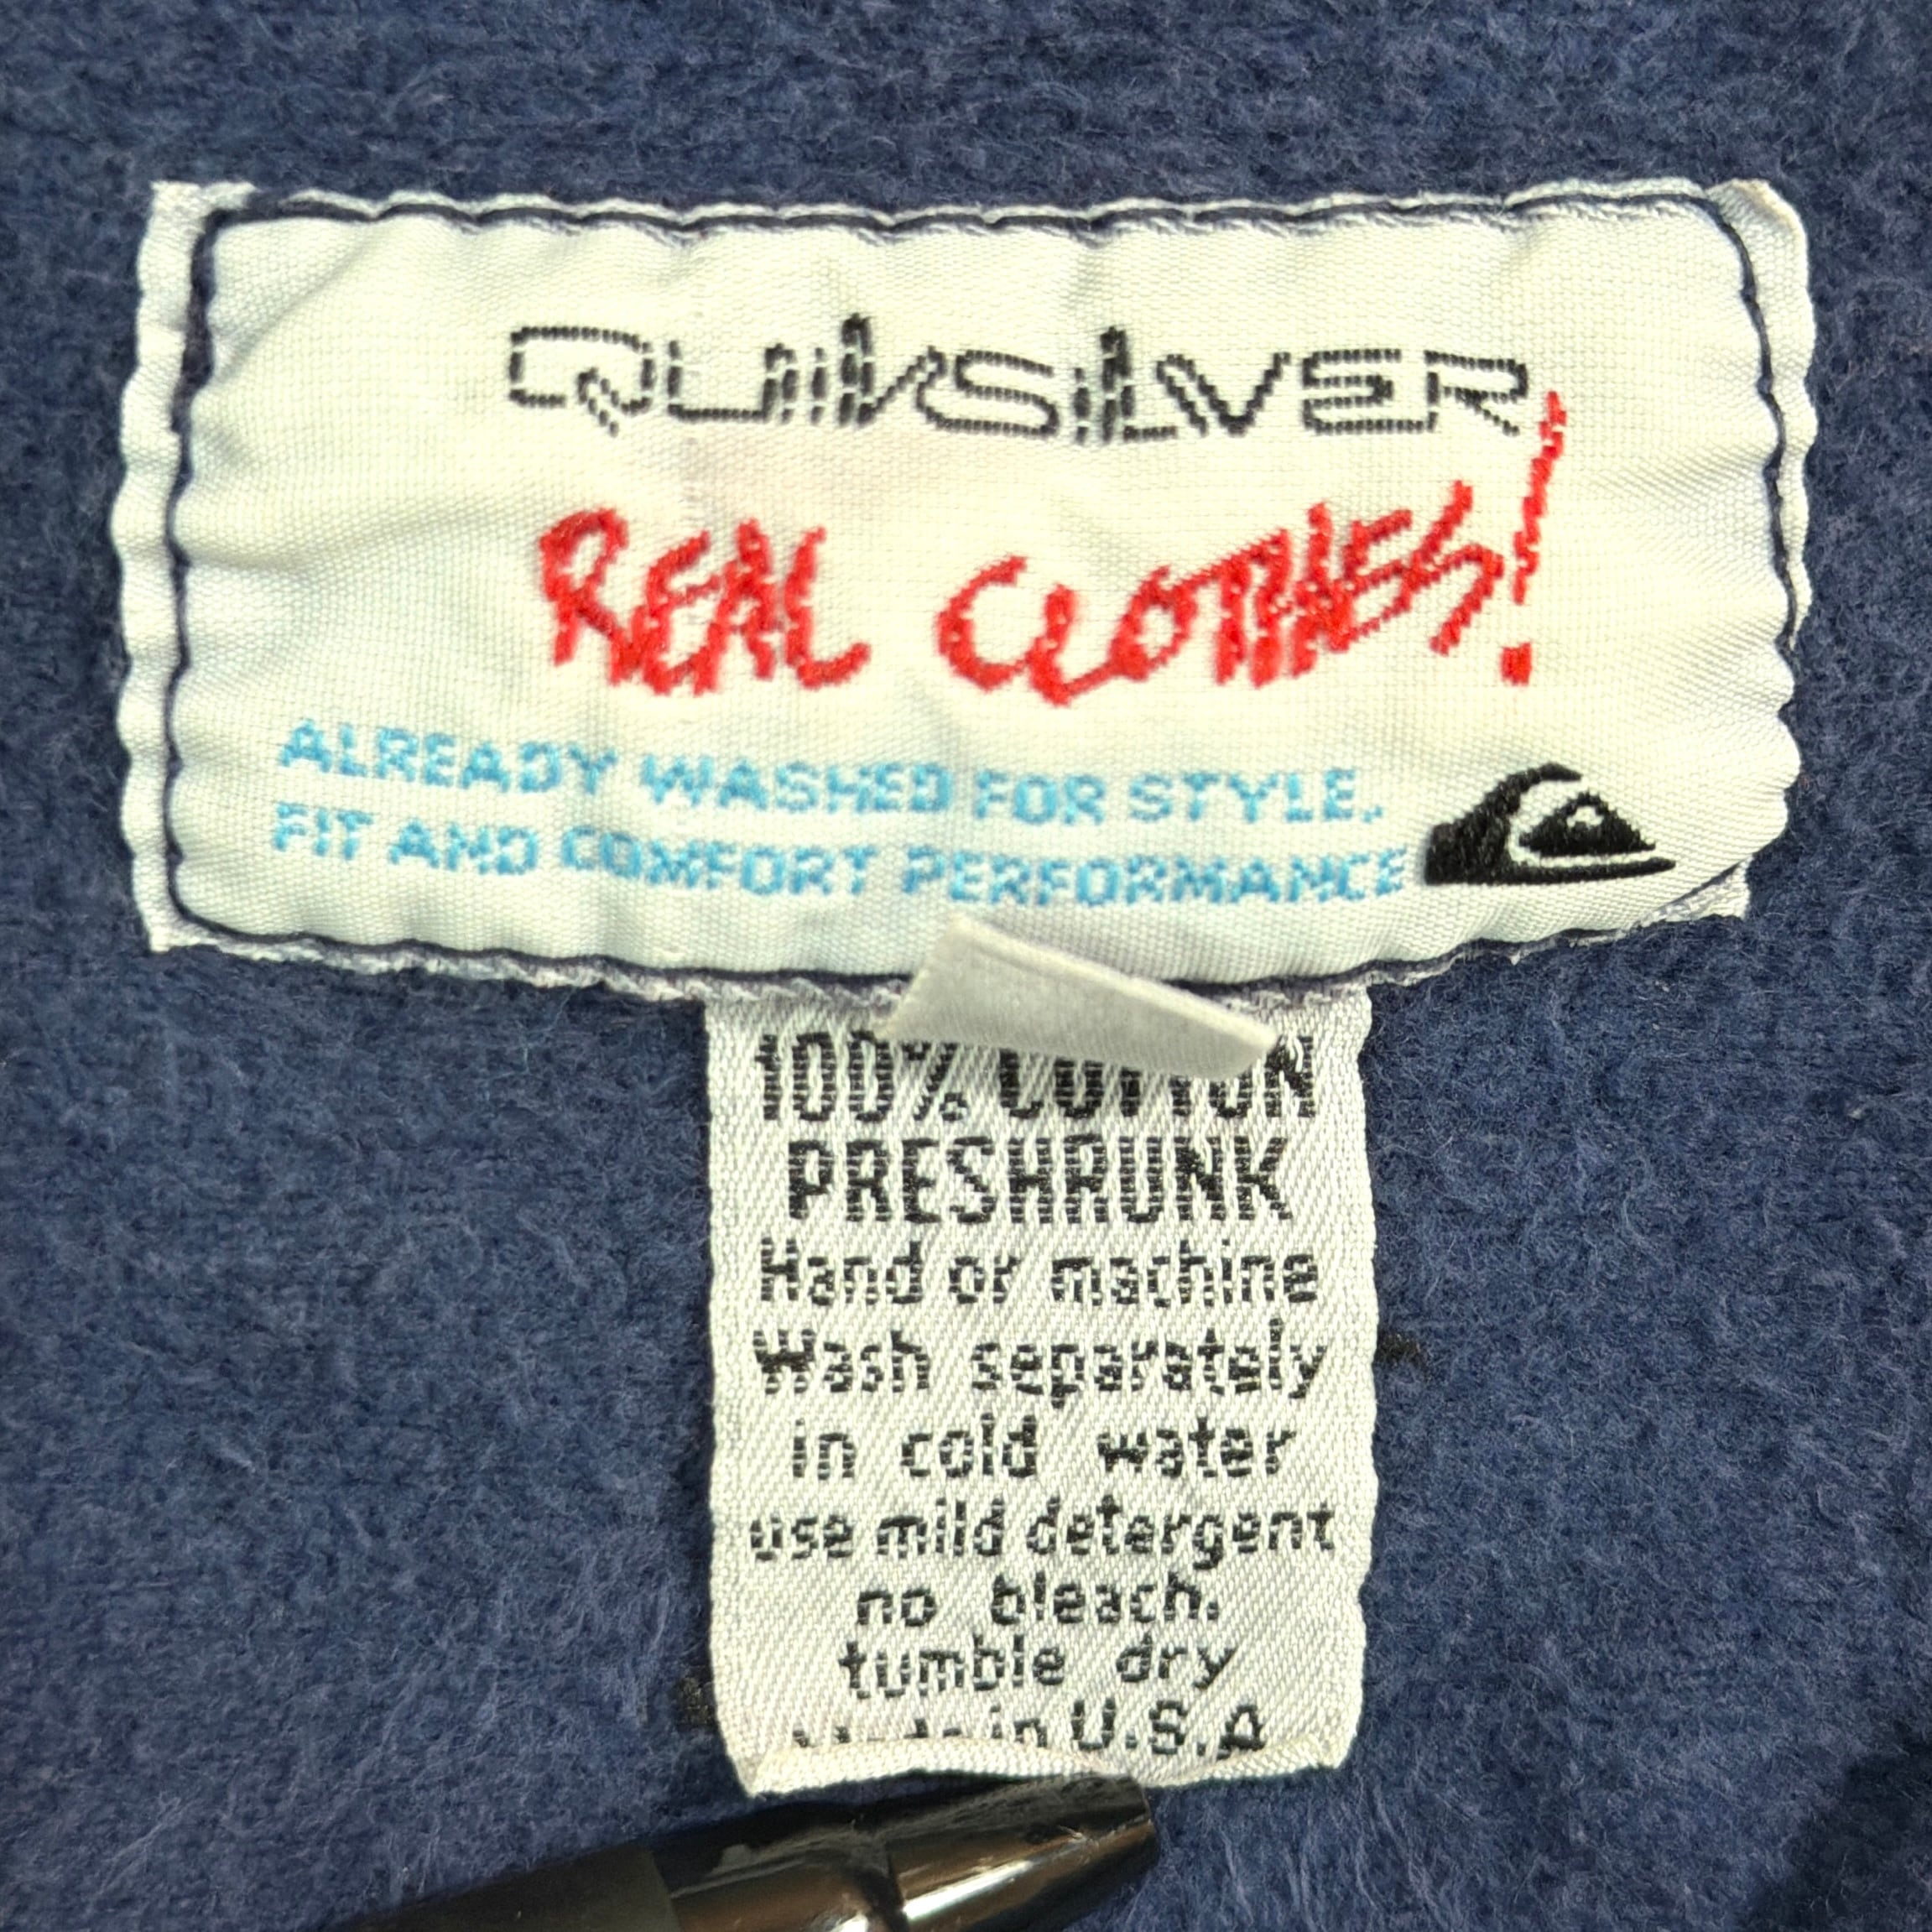 QUIKSILVER
REAL CLOTHES!
ALREADY WASHED FOR STYLE.
FIT AND COMFORT PERFORMANCE
100% COTTON
PRESHRUNK
Hand or machine
Wash separately
in cold water
use mild detergent
no bleach.
tumble dry
in U.S.A